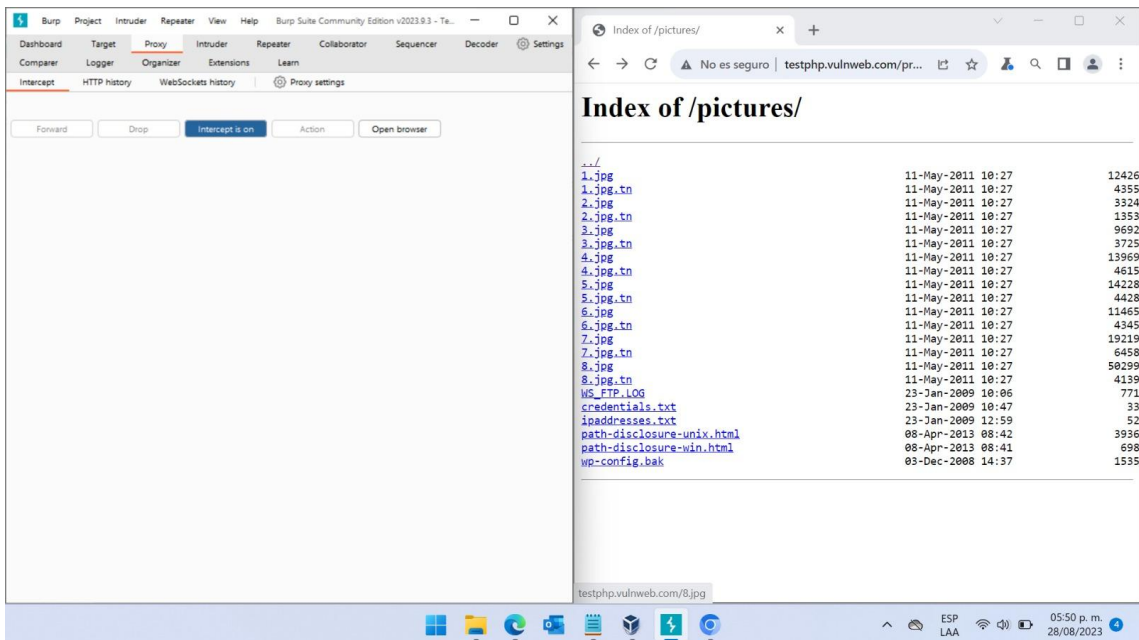 Burp Project Intruder Repeater View Help Burp Suite Community Edition v2023.9.3 - Te...
Dashboard Target Proxy Intruder Repeater Collaborator Sequencer Decoder Settings
Comparer Logger Organizer Extensions Learn
Intercept HTTP history WebSockets history Proxy settings
Forward Drop Intercept is on Action Open browser
Index of /pictures/
No es seguro testphp.vulnweb.com/pr...
Index of /pictures/
../
1.jpg 11-May-2011 10:27 12426
1.jpg.tn 11-May-2011 10:27 4355
2.jpg 11-May-2011 10:27 3324
2.jpg.tn 11-May-2011 10:27 1353
3.jpg 11-May-2011 10:27 9692
3.jpg.tn 11-May-2011 10:27 3725
4.jpg 11-May-2011 10:27 13969
4.jpg.tn 11-May-2011 10:27 4615
5.jpg 11-May-2011 10:27 14228
5.jpg.tn 11-May-2011 10:27 4428
6.jpg 11-May-2011 10:27 11465
6.jpg.tn 11-May-2011 10:27 4345
7.jpg 11-May-2011 10:27 19219
7.jpg.tn 11-May-2011 10:27 6458
8.jpg 11-May-2011 10:27 50299
8.jpg.tn 11-May-2011 10:27 4139
WS_FTP.LOG 23-Jan-2009 10:06 771
credentials.txt 23-Jan-2009 10:47 33
ipaddresses.txt 23-Jan-2009 12:59 52
path-disclosure-unix.html 08-Apr-2013 08:42 3936
path-disclosure-win.html 08-Apr-2013 08:41 698
wp-config.bak 03-Dec-2008 14:37 1535
testphp.vulnweb.com/8.jpg
ESP
LAA
05:50 p. m.
28/08/2023
4